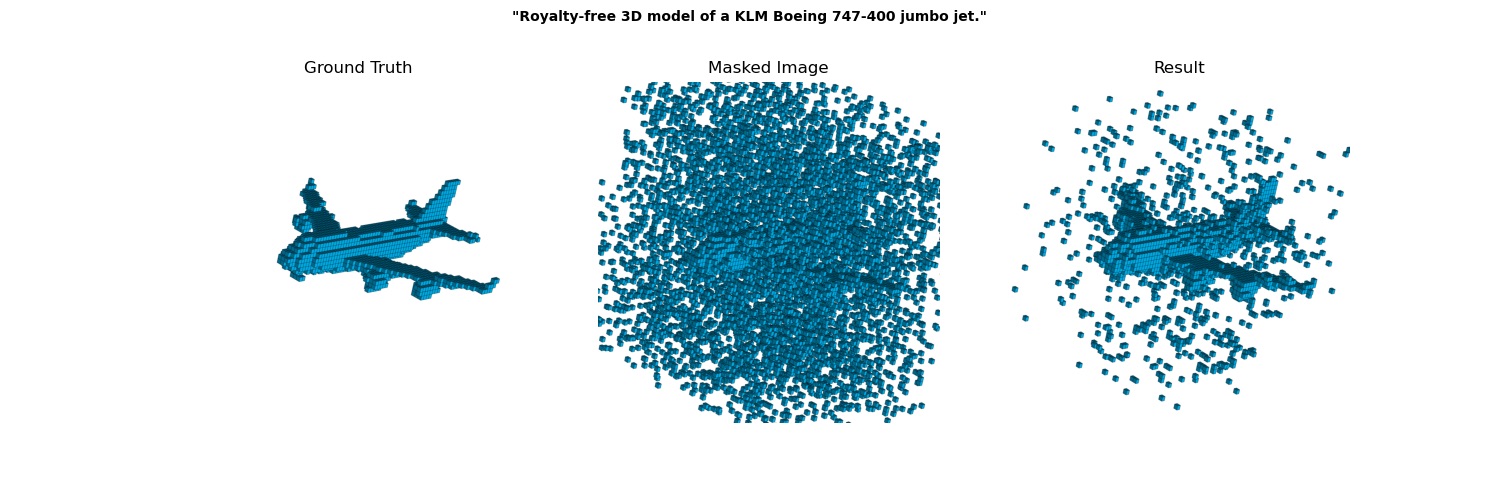 "Royalty-free 3D model of a KLM Boeing 747-400 jumbo jet."
Ground Truth
Masked Image
Result